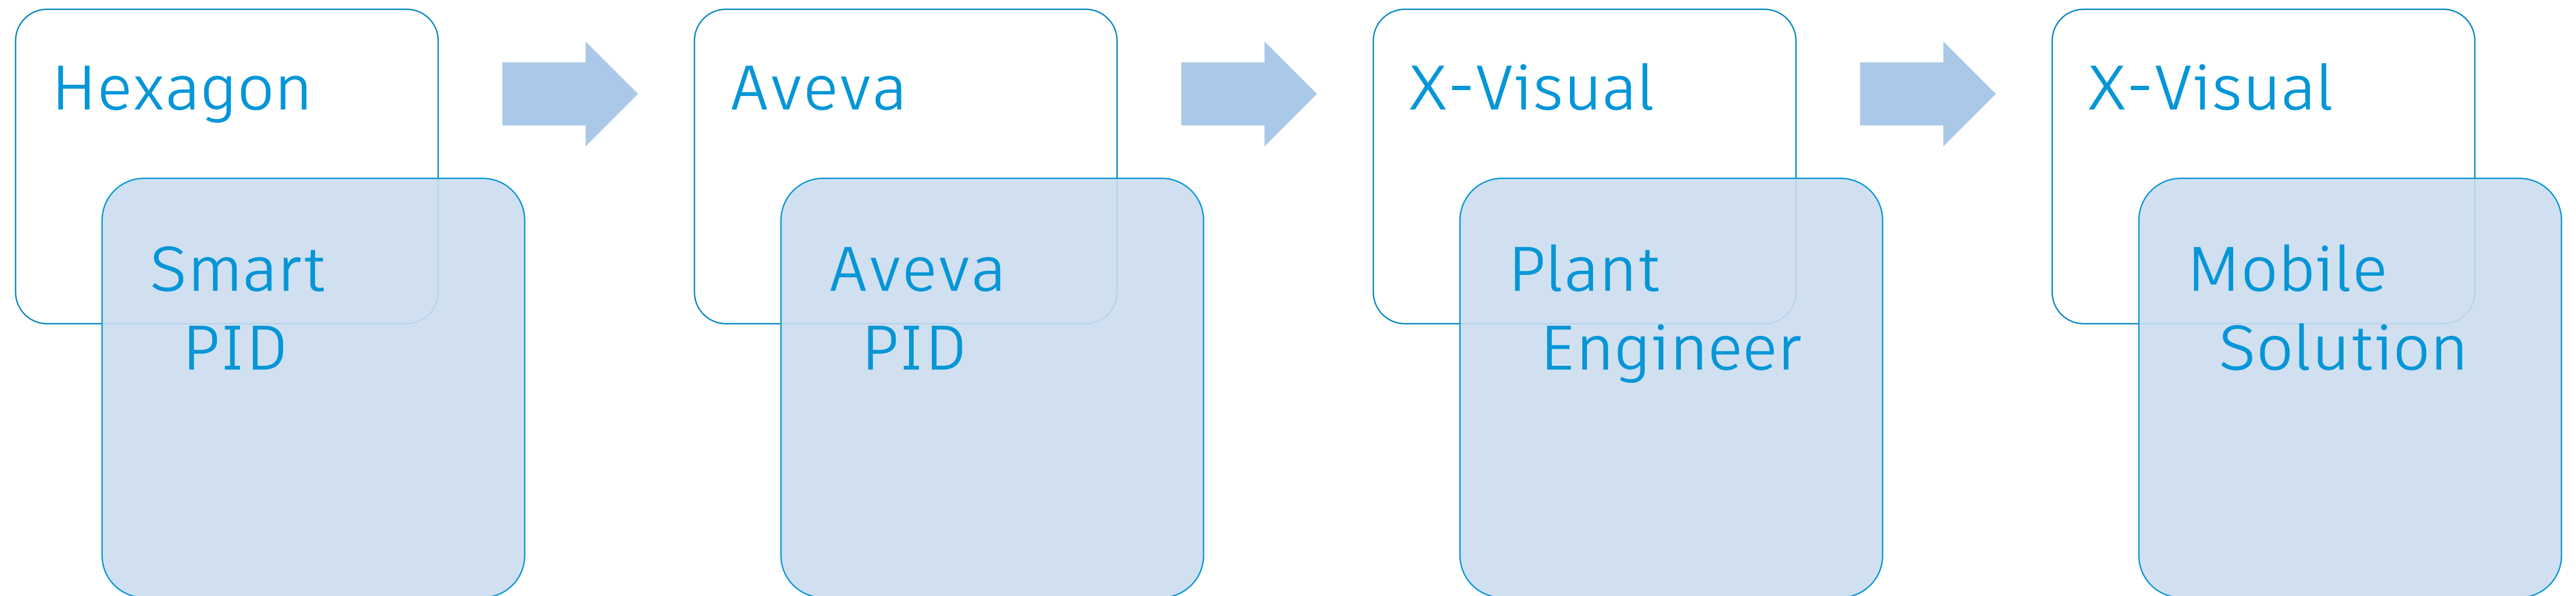 Hexagon
Smart
PID
Aveva
Aveva
PID
X-Visual
Plant
Engineer
X-Visual
Mobile
Solution